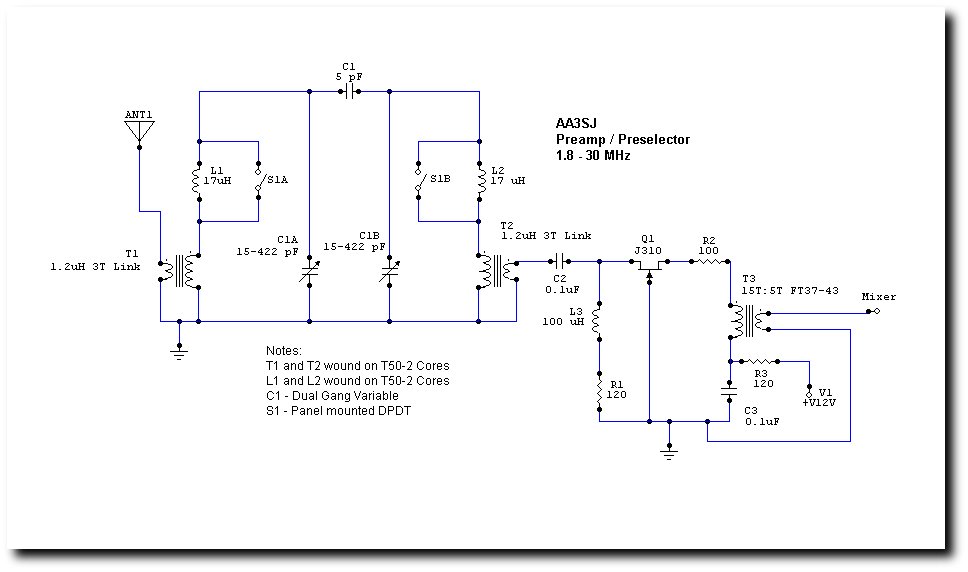 C1
5 pF
ANT1
AA3SJ
Preamp / Preselector
1.8 - 30 MHz
L1
17uH
S1A
S1B
L2
17 uH
T1
1.2uH 3T Link
C1A
15-422 pF
C1B
15-422 pF
T2
1.2uH 3T Link
Q1
J310
R2
100
C2
0.1uF
T3
15T:5T FT37-43
Mixer
L3
100 uH
R1
120
R3
120
V1
+V12V
C3
0.1uF
Notes:
T1 and T2 wound on T50-2 Cores
L1 and L2 wound on T50-2 Cores
C1 - Dual Gang Variable
S1 - Panel mounted DPDT